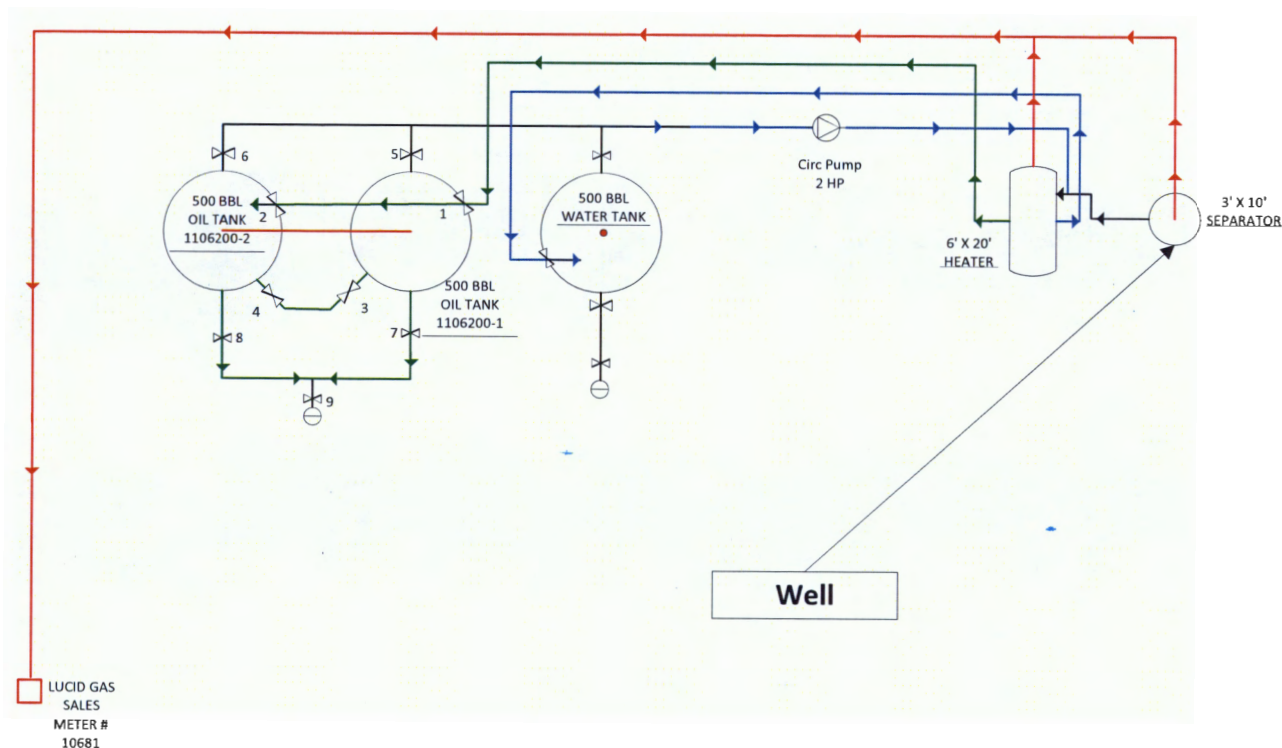 Circ Pump
2 HP
6
5
500 BBL
OIL TANK
1106200-2
2
1
500 BBL
WATER TANK
3' X 10'
SEPARATOR
6' X 20'
HEATER
500 BBL
OIL TANK
1106200-1
4
3
8
7
9
Well
LUCID GAS
SALES
METER #
10681